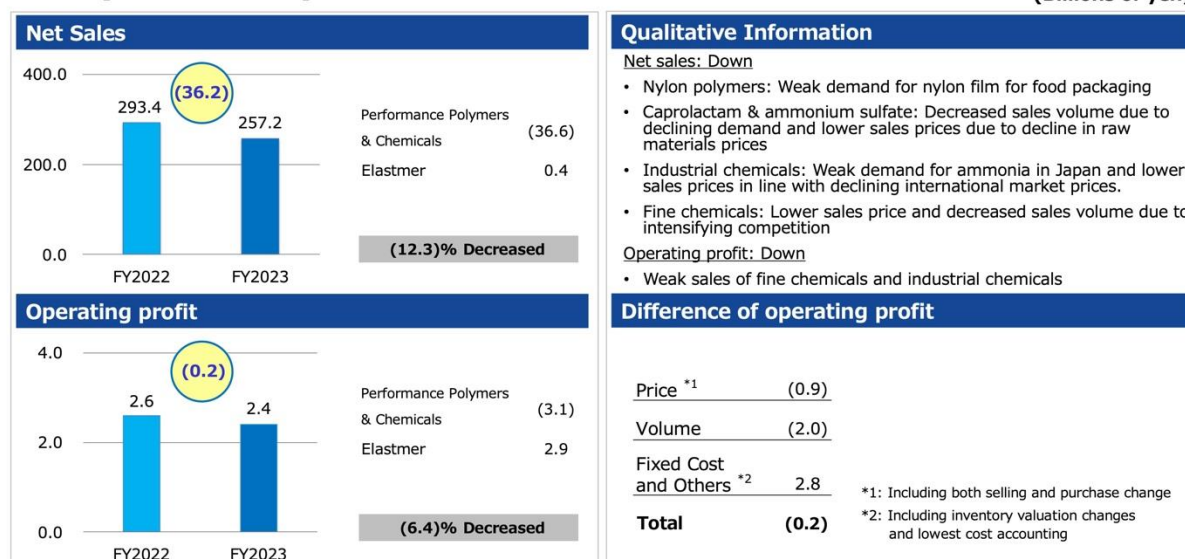 (Billions of yen)
Net Sales
400.0
200.0
0.0
293.4
(36.2)
257.2
FY2022
FY2023
Performance Polymers
& Chemicals
(36.6)
Elastmer
0.4
(12.3)% Decreased
Operating profit
4.0
2.0
0.0
2.6
(0.2)
2.4
FY2022
FY2023
Performance Polymers
& Chemicals
(3.1)
Elastmer
2.9
(6.4)% Decreased
Qualitative Information
Net sales: Down
• Nylon polymers: Weak demand for nylon film for food packaging
• Caprolactam & ammonium sulfate: Decreased sales volume due to
declining demand and lower sales prices due to decline in raw
materials prices
• Industrial chemicals: Weak demand for ammonia in Japan and lower
sales prices in line with declining international market prices.
• Fine chemicals: Lower sales price and decreased sales volume due to
intensifying competition
Operating profit: Down
• Weak sales of fine chemicals and industrial chemicals
Difference of operating profit
Price *1 (0.9)
Volume (2.0)
Fixed Cost
and Others *2 2.8
Total (0.2)
*1: Including both selling and purchase change
*2: Including inventory valuation changes
and lowest cost accounting